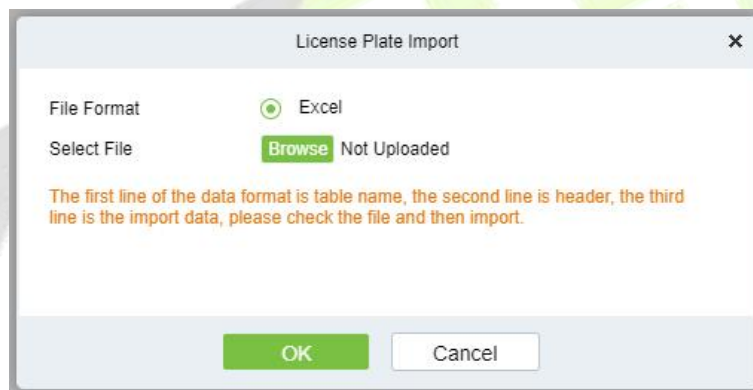 License Plate Import
File Format Excel
Select File Browse Not Uploaded
The first line of the data format is table name, the second line is header, the third
line is the import data, please check the file and then import.
OK Cancel